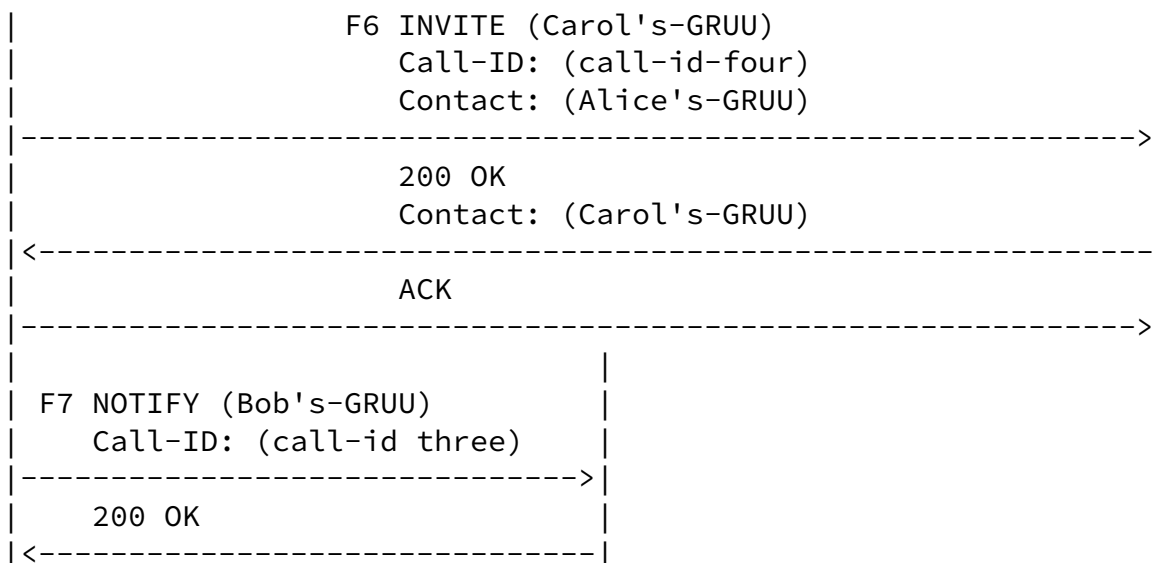 F6 INVITE (Carol's-GRUU)
Call-ID: (call-id-four)
Contact: (Alice's-GRUU)
200 OK
Contact: (Carol's-GRUU)
ACK
F7 NOTIFY (Bob's-GRUU)
Call-ID: (call-id three)
200 OK